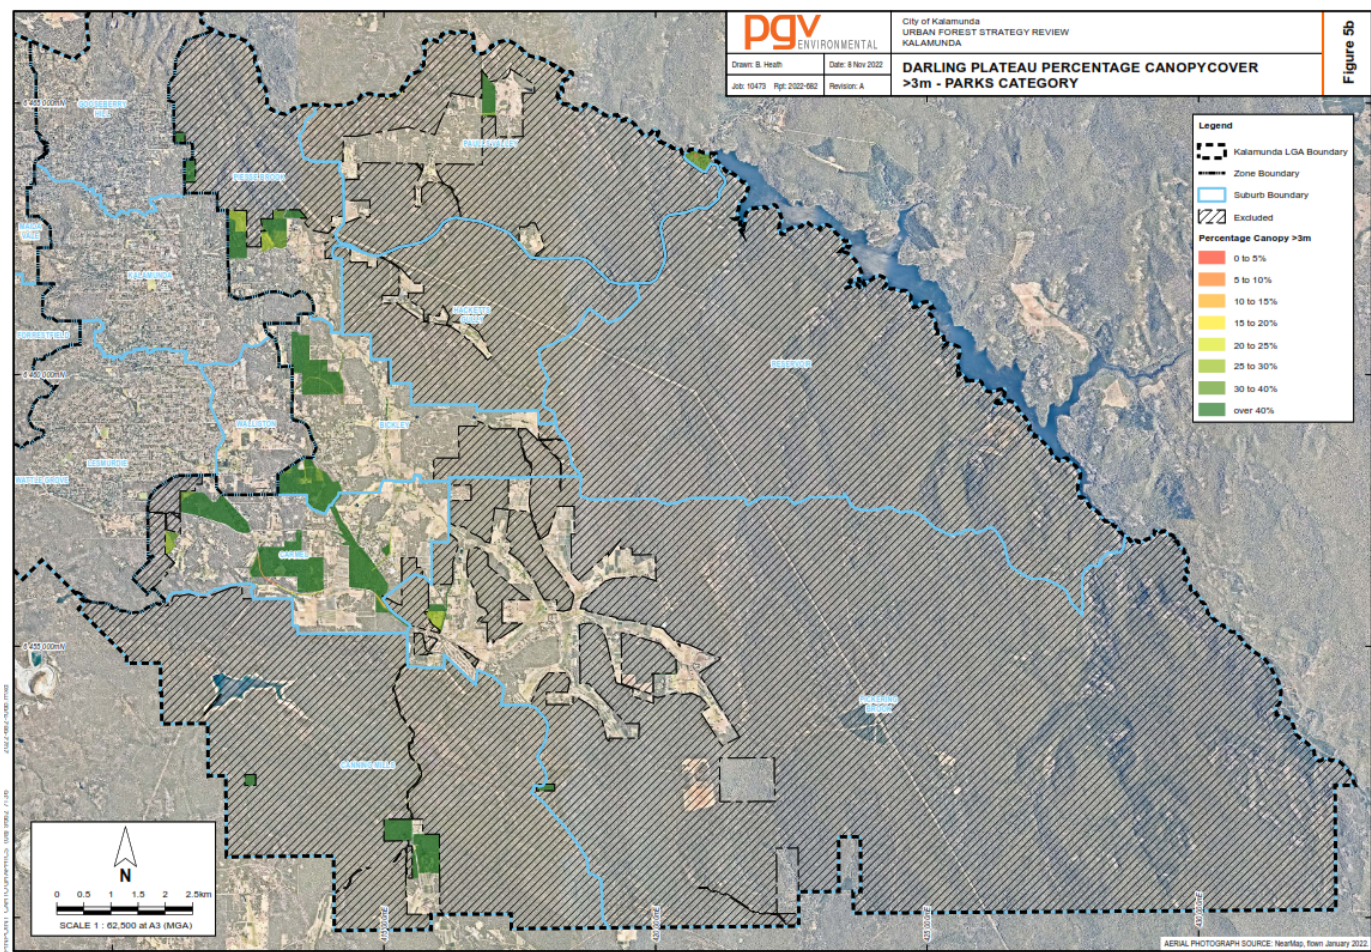 pgv
ENVIRONMENTAL
City of Kalamunda
URBAN FOREST STRATEGY REVIEW
KALAMUNDA
Drawn: B. Heath
Date: 8 Nov 2022
Job: 10473 Rpt: 2022-682
Revision: A
DARLING PLATEAU PERCENTAGE CANOPYCOVER
>3m - PARKS CATEGORY
Figure 5b
Legend
Kalamunda LGA Boundary
Zone Boundary
Suburb Boundary
Excluded
Percentage Canopy >3m
0 to 5%
5 to 10%
10 to 15%
15 to 20%
20 to 25%
25 to 30%
30 to 40%
over 40%
GOOSEBERRY
HILL
PAULLS VALLEY
PIESSE BROOK
MAIDA
VALE
KALAMUNDA
HACKETTS
GULLY
FORRESTFIELD
RESERVOIR
WALLISTON
BICKLEY
LESMURDIE
WATTLE GROVE
CARMEL
6 455 000mN
PICKERING
BROOK
CANNING MILLS
N
0 0.5 1 1.5 2 2.5km
SCALE 1 : 62,500 at A3 (MGA)
AERIAL PHOTOGRAPH SOURCE: NearMap, flown January 2022